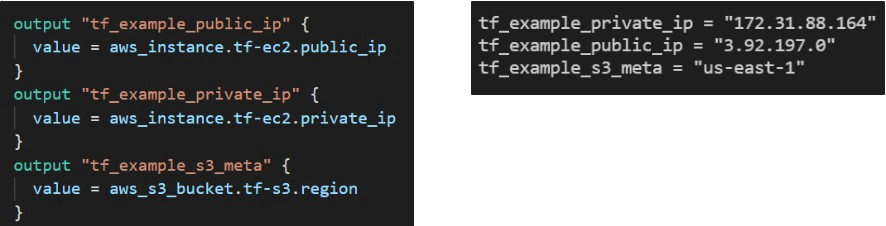 output "tf_example_public_ip" {
  value = aws_instance.tf-ec2.public_ip
}
output "tf_example_private_ip" {
  value = aws_instance.tf-ec2.private_ip
}
output "tf_example_s3_meta" {
  value = aws_s3_bucket.tf-s3.region
}
tf_example_private_ip = "172.31.88.164"
tf_example_public_ip = "3.92.197.0"
tf_example_s3_meta = "us-east-1"